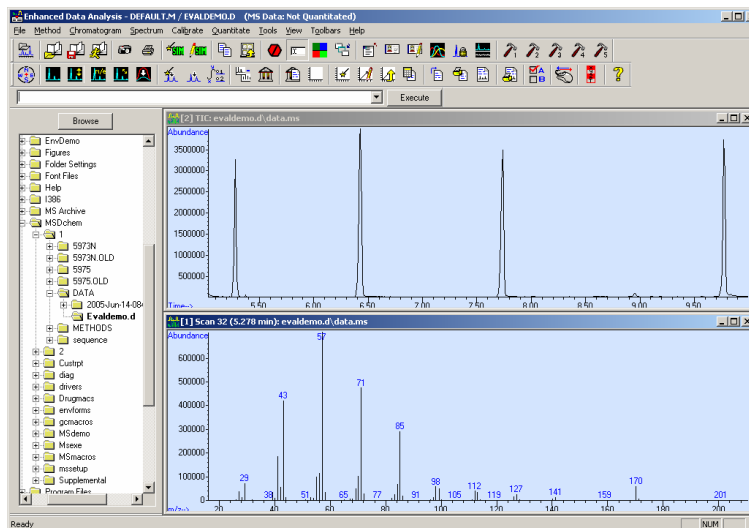 Enhanced Data Analysis - DEFAULT.M / EVALDEMO.D (MS Data: Not Quantitated)
File Method Chromatogram Spectrum Calibrate Quantitate Tools View Toolbars Help
Execute
Browse
EnvDemo
Figures
Folder Settings
Font Files
Help
I386
MS Archive
MSDchem
1
5973N
5973N.OLD
5975
5975.OLD
DATA
2005-Jun-14-084
Evaldemo.d
METHODS
sequence
2
Custrpt
diag
drivers
Drugmacs
envforms
gcmacros
MSdemo
Msexe
MSmacros
mssetup
Supplemental
Program Files
[2] TIC: evaldemo.d\data.ms
Abundance
3500000
3000000
2500000
2000000
1500000
1000000
500000
5.50 6.00 6.50 7.00 7.50 8.00 8.50 9.00 9.50
Time-->
[1] Scan 32 (5.278 min): evaldemo.d\data.ms
Abundance
57
600000
500000
71
43
400000
300000
85
200000
100000
29
98
112
127
170
38 51 65 77 91 105 119 141 159 201
0
20 40 60 80 100 120 140 160 180 200
m/z-->
Ready
NUM